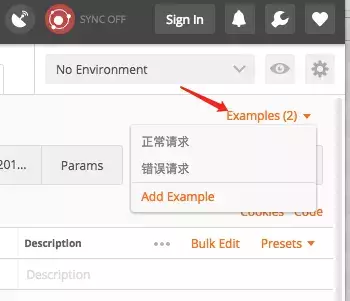 SYNC OFF
Sign In
No Environment
Examples (2)
正常请求
错误请求
Add Example
201...
Params
Cookies Code
Description
Bulk Edit
Presets
Description